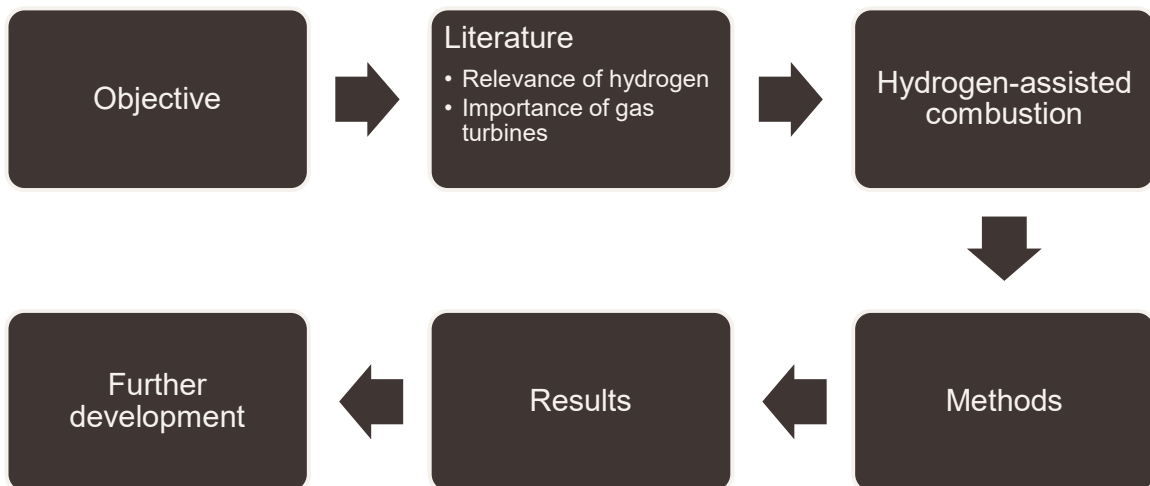 Objective
Literature
• Relevance of hydrogen
• Importance of gas
turbines
Hydrogen-assisted
combustion
Methods
Results
Further
development